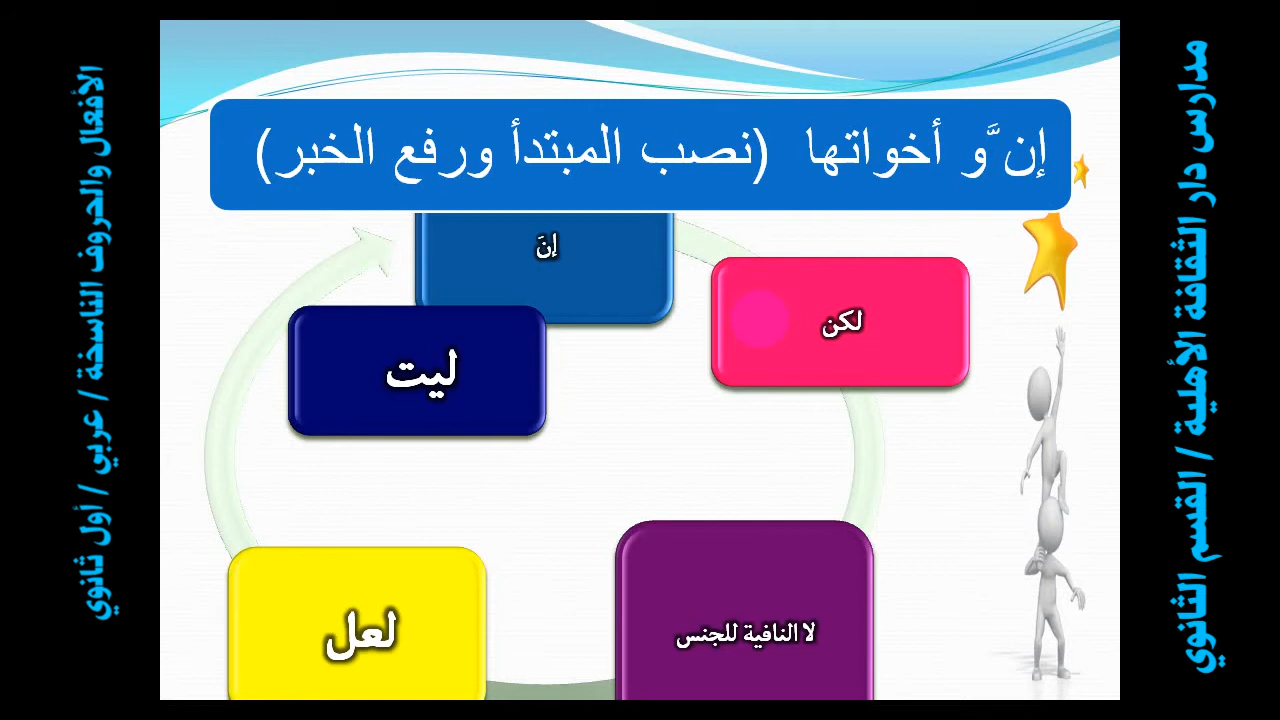 إن َّو أخواتها (نصب المبتدأ ورفع الخبر)
إنَ
لكن
ليت
لا النافية للجنس
لعل
مدارس دار الثقافة الأهلية / القسم الثانوي
الأفعال والحروف الناسخة / عربي / أول ثانوي